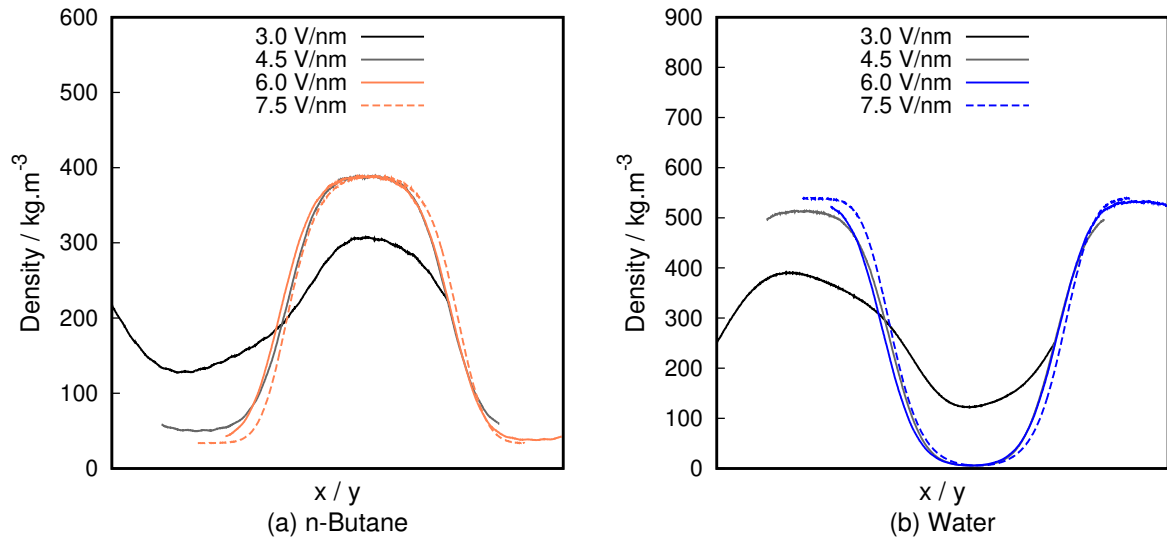 600
500
400
300
200
100
0
Density / kg.m-3
3.0 V/nm
4.5 V/nm
6.0 V/nm
7.5 V/nm
x / y
(a) n-Butane
900
800
700
600
500
400
300
200
100
0
Density / kg.m-3
3.0 V/nm
4.5 V/nm
6.0 V/nm
7.5 V/nm
x / y
(b) Water